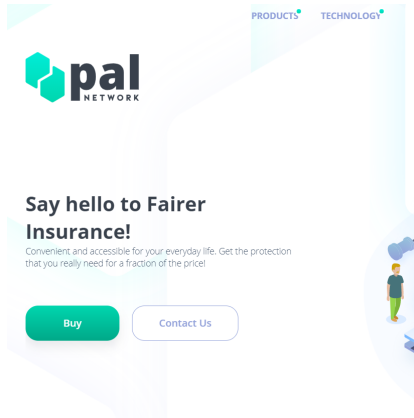 PRODUCTS TECHNOLOGY
pal
NETWORK
Say hello to Fairer
Insurance!
Convenient and accessible for your everyday life. Get the protection
that you really need for a fraction of the price!
Buy Contact Us